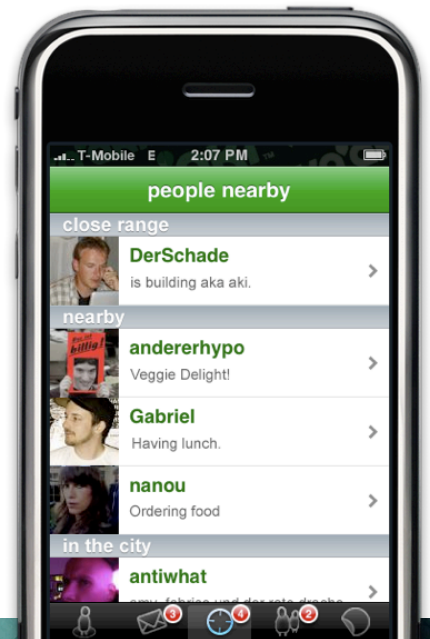 T-Mobile E 2:07 PM
people nearby
close range
DerSchade
is building aka aki.
nearby
billig!
andererhypo
Veggie Delight!
Gabriel
Having lunch.
nanou
Ordering food
in the city
antiwhat
3 4 2